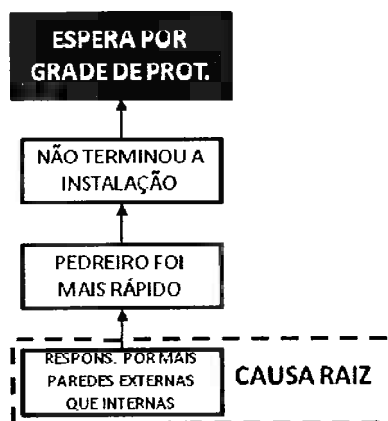 ESPERA POR
GRADE DE PROT.
NÃO TERMINOU A
INSTALAÇÃO
PEDREIRO FOI
MAIS RÁPIDO
RESPONS. POR MAIS
PAREDES EXTERNAS
QUE INTERNAS
CAUSA RAIZ